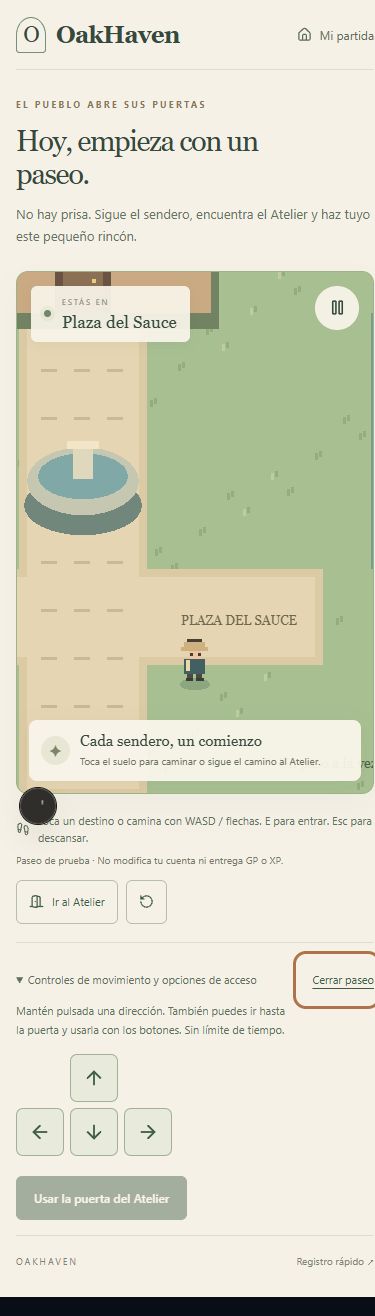 O OakHaven
Mi partida
EL PUEBLO ABRE SUS PUERTAS
Hoy, empieza con un
paseo.
No hay prisa. Sigue el sendero, encuentra el Atelier y haz tuyo
este pequeño rincón.
ESTÁS EN
Plaza del Sauce
PLAZA DEL SAUCE
Cada sendero, un comienzo
Toca el suelo para caminar o sigue el camino al Atelier.
un destino o camina con WASD / flechas. E para entrar. Esc para
descansar.
Paseo de prueba · No modifica tu cuenta ni entrega GP o XP.
Ir al Atelier
▼ Controles de movimiento y opciones de acceso
Cerrar paseo
Mantén pulsada una dirección. También puedes ir hasta
la puerta y usarla con los botones. Sin límite de tiempo.
↑
← ↓ →
Usar la puerta del Atelier
OAKHAVEN
Registro rápido ↗